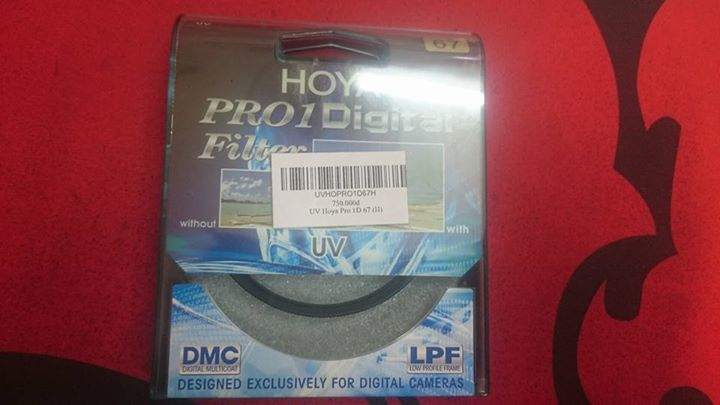 67
HOYA
PRO1 Digital
Filter
UVHOPRO1D67H
750.000đ
UV Hoya Pro 1D 67 (H)
without
with
UV
DMC
DIGITAL MULTICOAT
LPF
LOW PROFILE FRAME
DESIGNED EXCLUSIVELY FOR DIGITAL CAMERAS